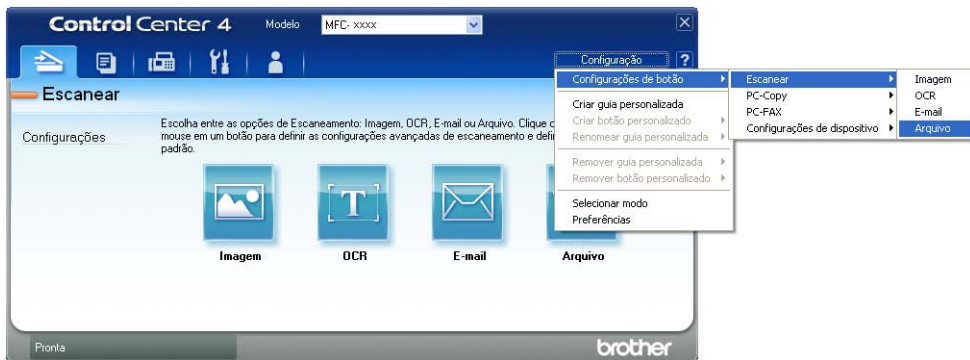 Control Center 4
Modelo
MFC- xxxx
Configuração
?
Configurações de botão
Escanear
Imagem
PC-Copy
OCR
PC-FAX
E-mail
Configurações de dispositivo
Arquivo
Criar guia personalizada
Criar botão personalizado
Renomear guia personalizada
Remover guia personalizada
Remover botão personalizado
Selecionar modo
Preferências
Escanear
Configurações
Escolha entre as opções de Escaneamento: Imagem, OCR, E-mail ou Arquivo. Clique
mouse em um botão para definir as configurações avançadas de escaneamento e
padrão.
T
Imagem
OCR
E-mail
Arquivo
Pronta
brother